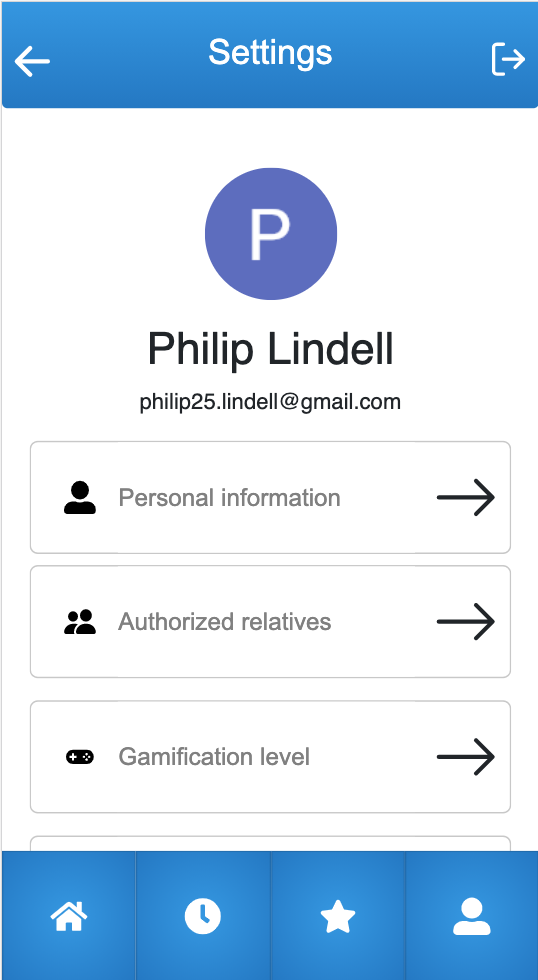 Settings
P
Philip Lindell
philip25.lindell@gmail.com
Personal information
Authorized relatives
Gamification level